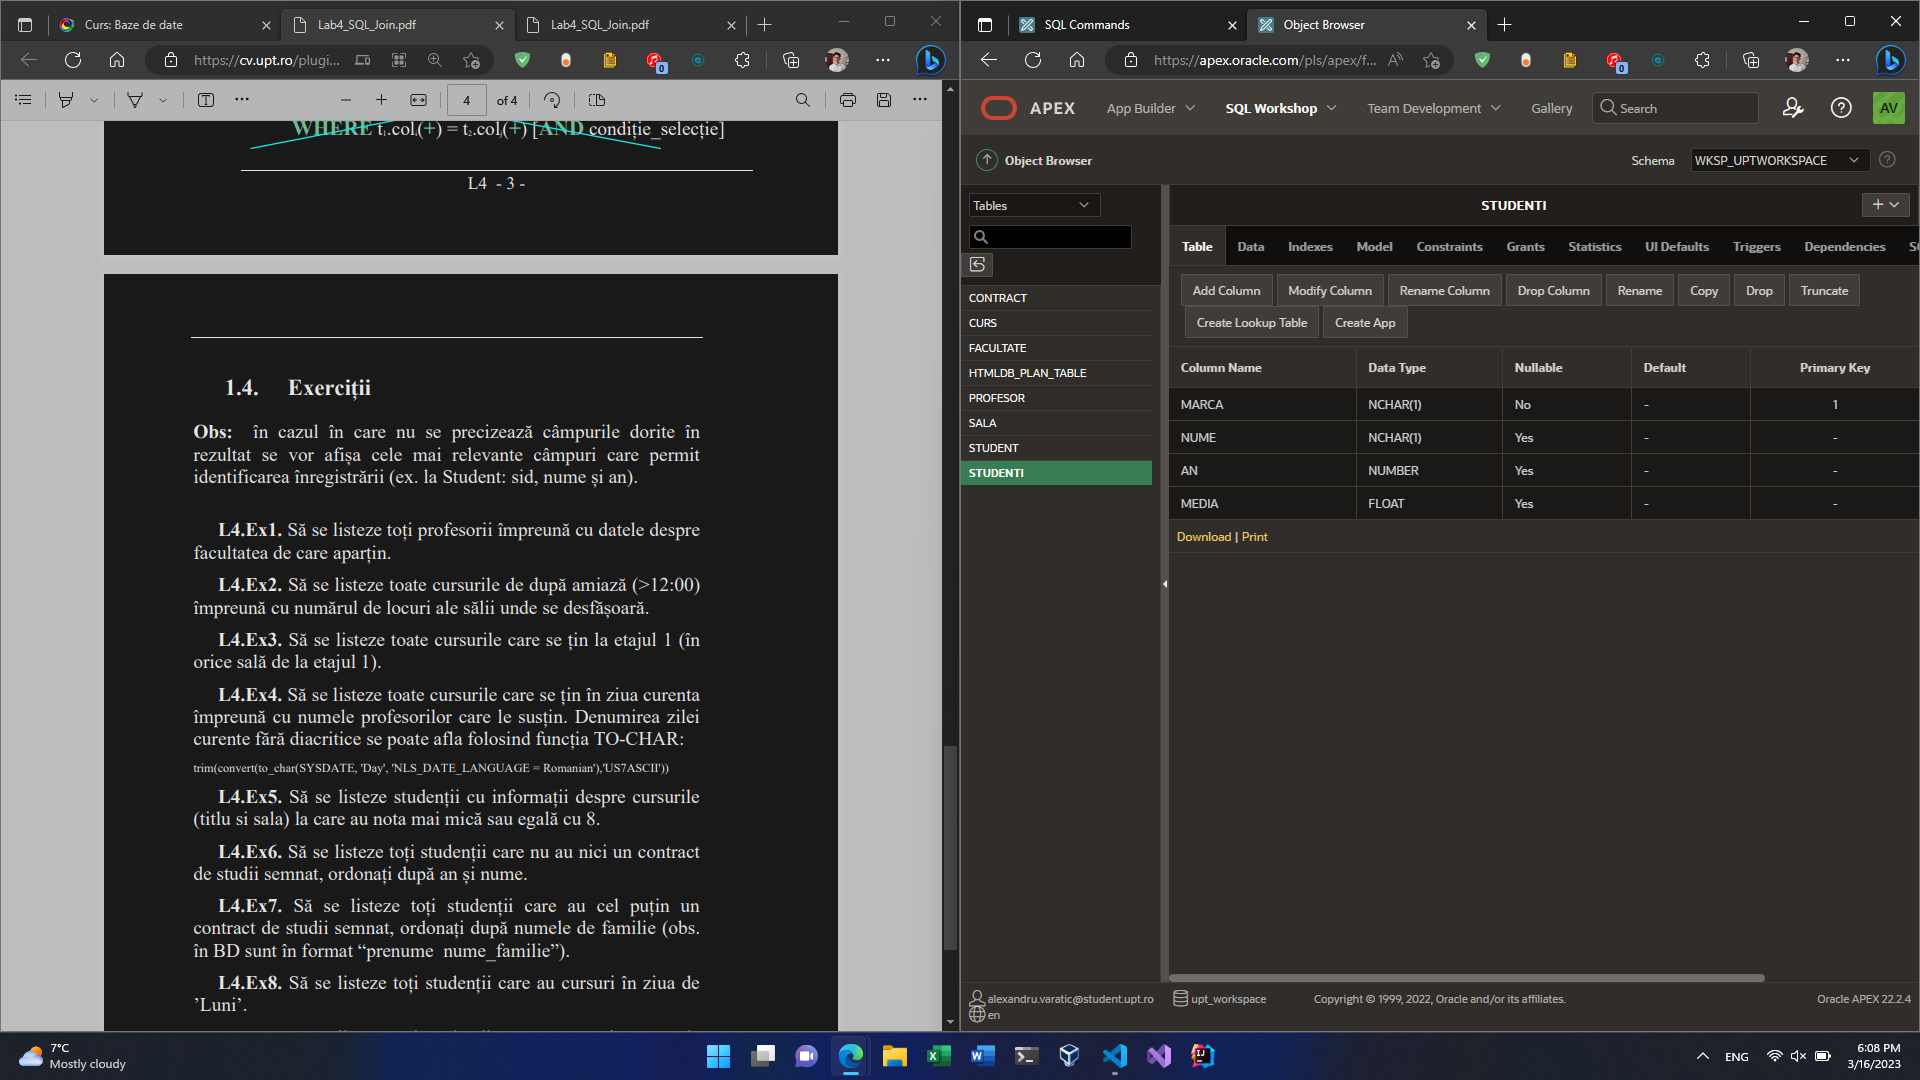 Curs: Baze de date
Lab4_SQL_Join.pdf
Lab4_SQL_Join.pdf
https://cv.upt.ro/plugi...
4 of 4
WHERE t₁.colᵢ(+) = t₂.colⱼ(+) [AND condiție_selecție]
L4 - 3 -
1.4. Exerciții
Obs: în cazul în care nu se precizează câmpurile dorite în
rezultat se vor afișa cele mai relevante câmpuri care permit
identificarea înregistrării (ex. la Student: sid, nume și an).
L4.Ex1. Să se listeze toți profesorii împreună cu datele despre
facultatea de care aparțin.
L4.Ex2. Să se listeze toate cursurile de după amiază (>12:00)
împreună cu numărul de locuri ale sălii unde se desfășoară.
L4.Ex3. Să se listeze toate cursurile care se țin la etajul 1 (în
orice sală de la etajul 1).
L4.Ex4. Să se listeze toate cursurile care se țin în ziua curenta
împreună cu numele profesorilor care le susțin. Denumirea zilei
curente fără diacritice se poate afla folosind funcția TO-CHAR:
trim(convert(to_char(SYSDATE, 'Day', 'NLS_DATE_LANGUAGE = Romanian'),'US7ASCII'))
L4.Ex5. Să se listeze studenții cu informații despre cursurile
(titlu si sala) la care au nota mai mică sau egală cu 8.
L4.Ex6. Să se listeze toți studenții care nu au nici un contract
de studii semnat, ordonați după an și nume.
L4.Ex7. Să se listeze toți studenții care au cel puțin un
contract de studii semnat, ordonați după numele de familie (obs.
în BD sunt în format “prenume nume_familie”).
L4.Ex8. Să se listeze toți studenții care au cursuri în ziua de
’Luni’.
SQL Commands
Object Browser
https://apex.oracle.com/pls/apex/f...
APEX
App Builder
SQL Workshop
Team Development
Gallery
Search
AV
Object Browser
Schema
WKSP_UPTWORKSPACE
Tables
CONTRACT
CURS
FACULTATE
HTMLDB_PLAN_TABLE
PROFESOR
SALA
STUDENT
STUDENTI
STUDENTI
Table Data Indexes Model Constraints Grants Statistics UI Defaults Triggers Dependencies
Add Column Modify Column Rename Column Drop Column Rename Copy Drop Truncate
Create Lookup Table Create App
Column Name Data Type Nullable Default Primary Key
MARCA NCHAR(1) No - 1
NUME NCHAR(1) Yes - -
AN NUMBER Yes - -
MEDIA FLOAT Yes - -
Download | Print
alexandru.varatic@student.upt.ro
upt_workspace
Copyright © 1999, 2022, Oracle and/or its affiliates.
Oracle APEX 22.2.4
en
7°C
Mostly cloudy
ENG
6:08 PM
3/16/2023